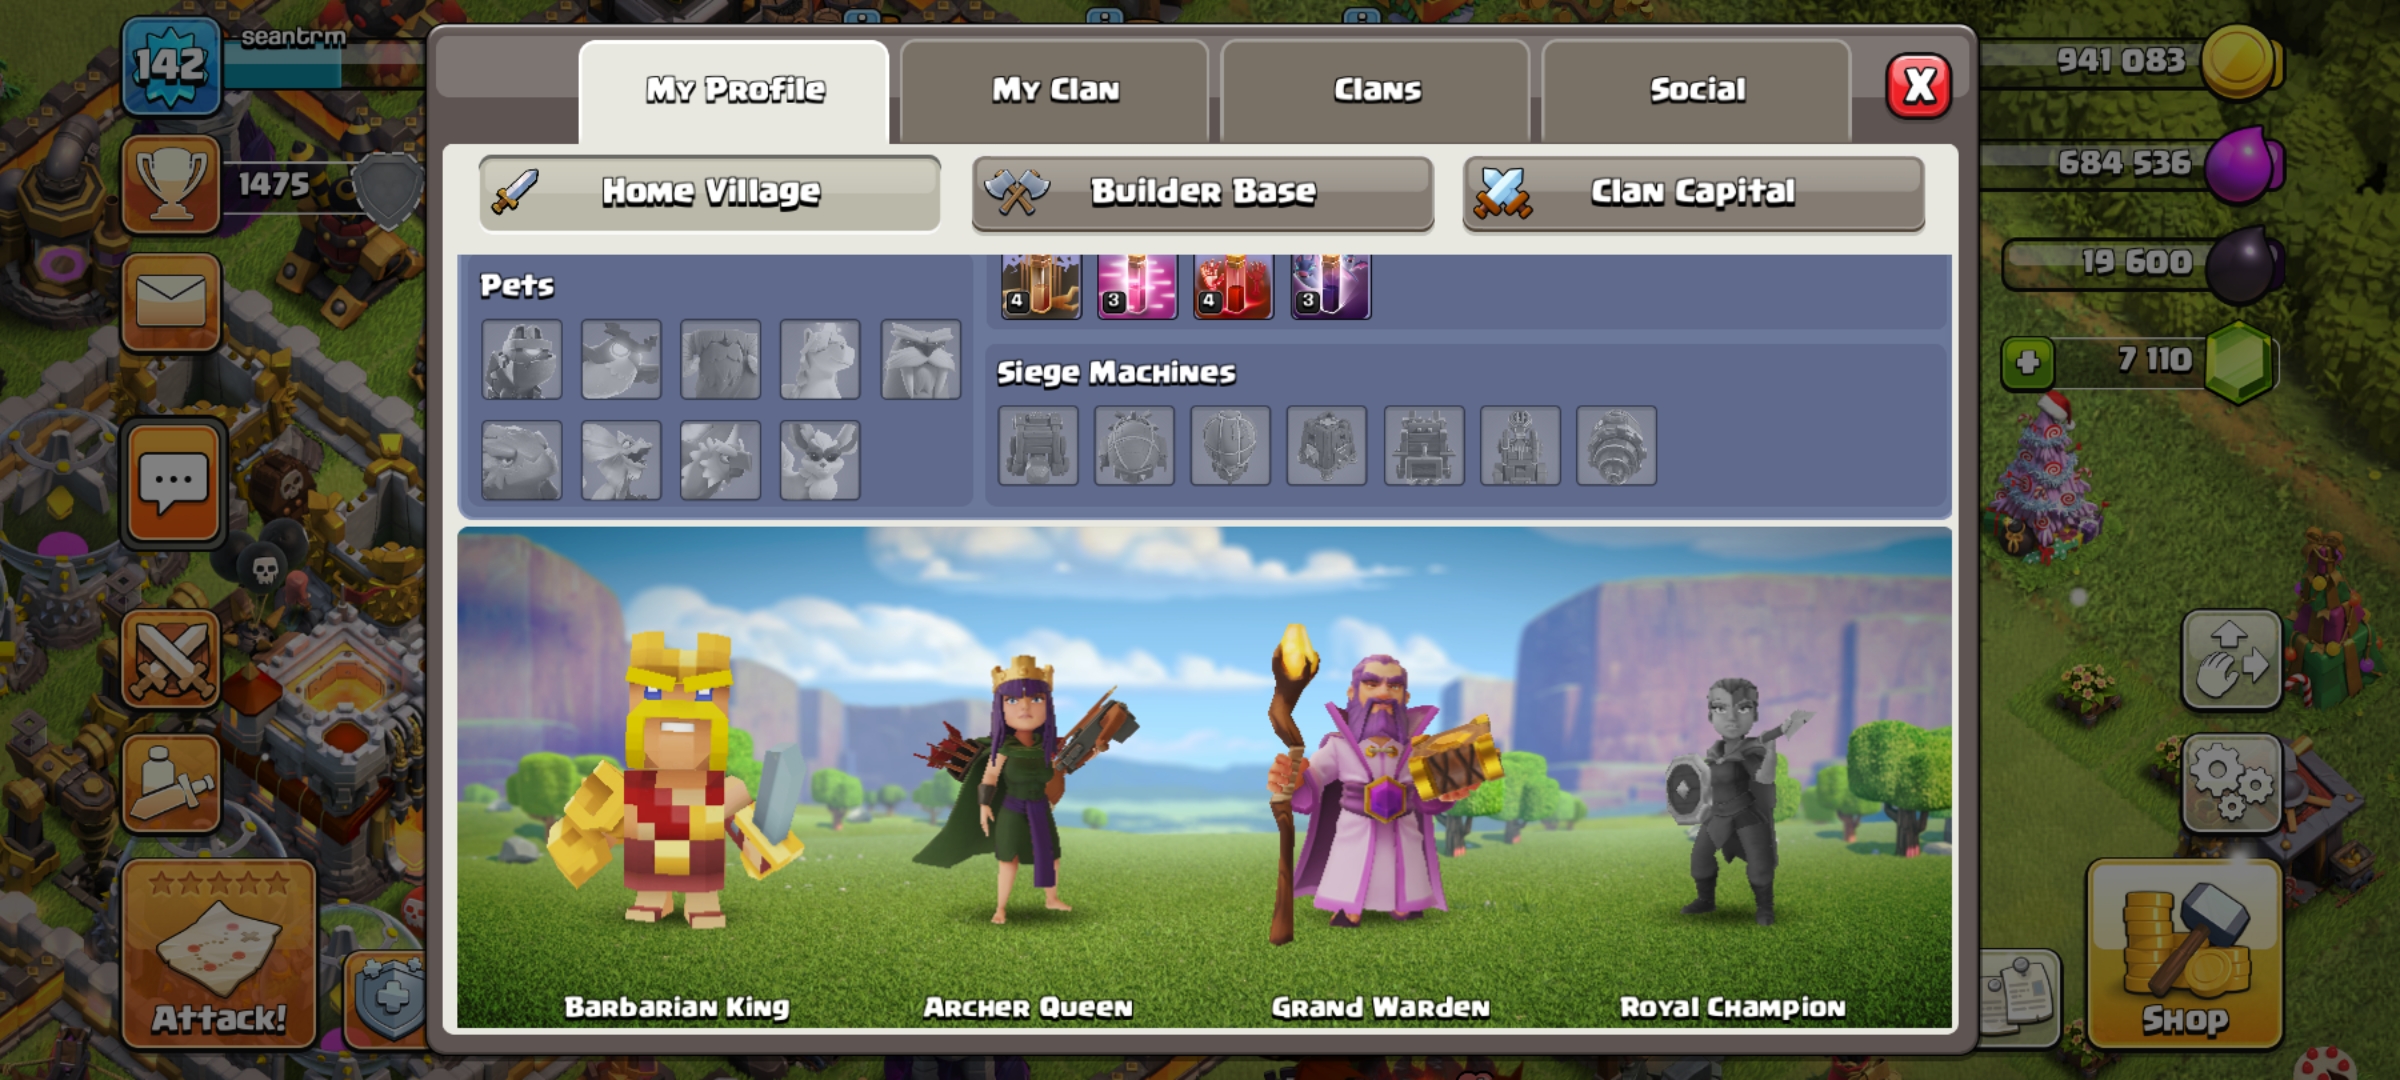 142
seantrm
My Profile
My Clan
Clans
Social
X
941 083
1475
Home Village
Builder Base
Clan Capital
684 536
19 600
Pets
4
3
4
3
7 110
Siege Machines
Barbarian King
Archer Queen
Grand Warden
Royal Champion
Attack!
Shop